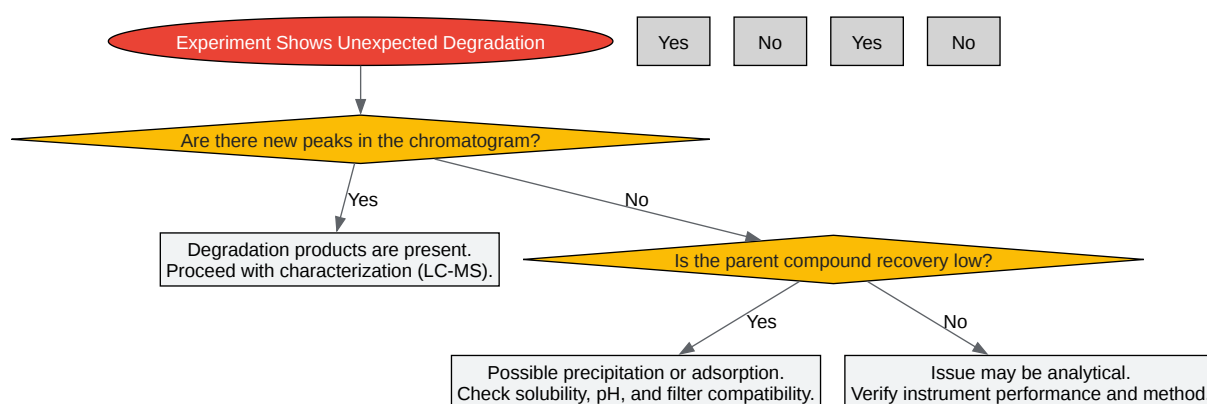 Experiment Shows Unexpected Degradation
Yes
No
Yes
No
Are there new peaks in the chromatogram?
Yes
No
Degradation products are present.
Proceed with characterization (LC-MS).
Is the parent compound recovery low?
Yes
No
Possible precipitation or adsorption.
Check solubility, pH, and filter compatibility.
Issue may be analytical.
Verify instrument performance and method